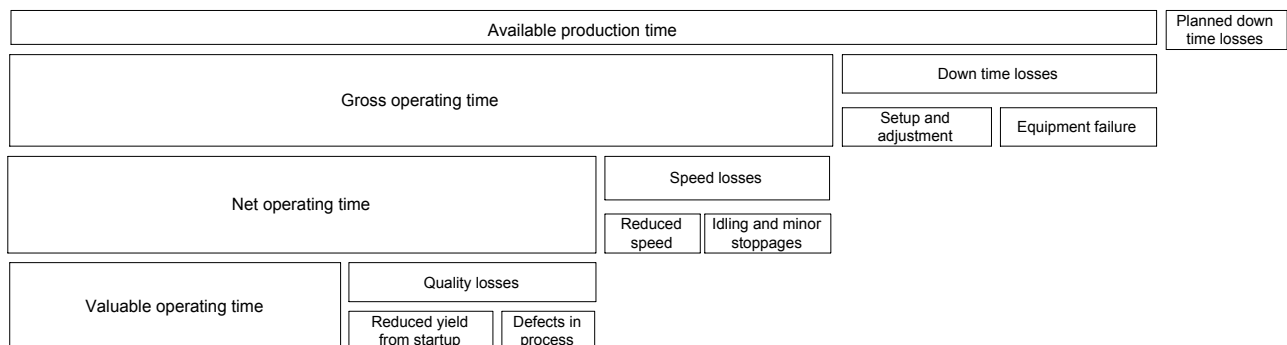 Available production time
Planned down
time losses
Gross operating time
Down time losses
Setup and
adjustment
Equipment failure
Net operating time
Speed losses
Reduced
speed
Idling and minor
stoppages
Valuable operating time
Quality losses
Reduced yield
from startup
Defects in
process